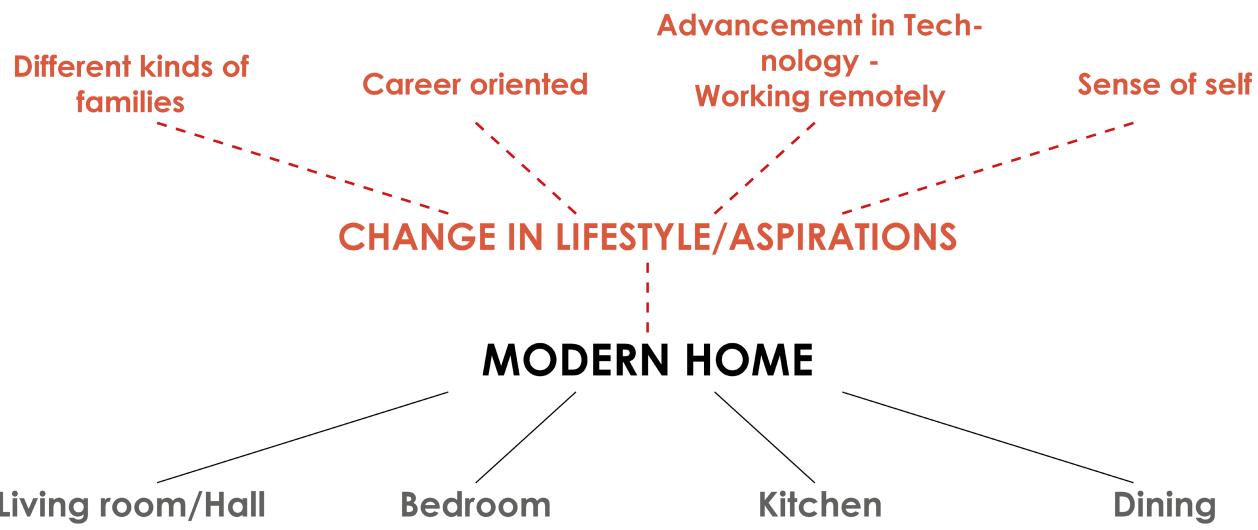 Different kinds of
families
Career oriented
Advancement in Tech-
nology -
Working remotely
Sense of self
CHANGE IN LIFESTYLE/ASPIRATIONS
MODERN HOME
Living room/Hall
Bedroom
Kitchen
Dining